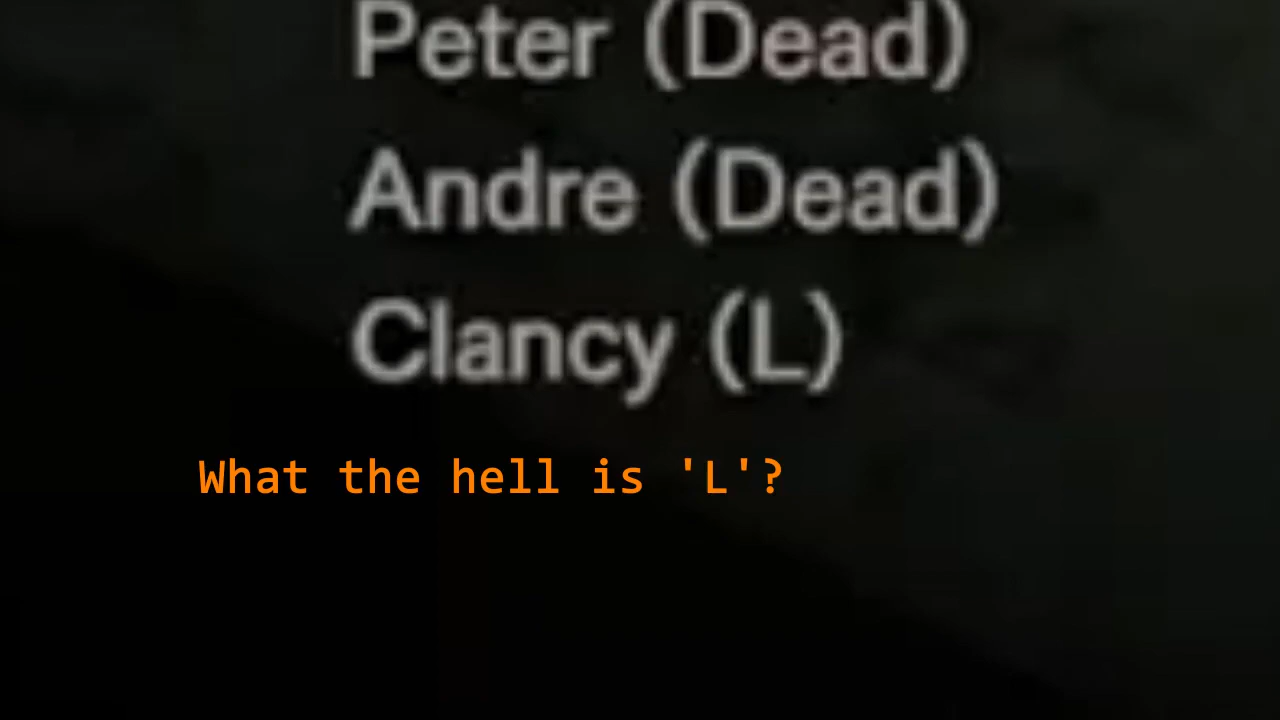 Peter (Dead)
Andre (Dead)
Clancy (L)
What the hell is 'L'?